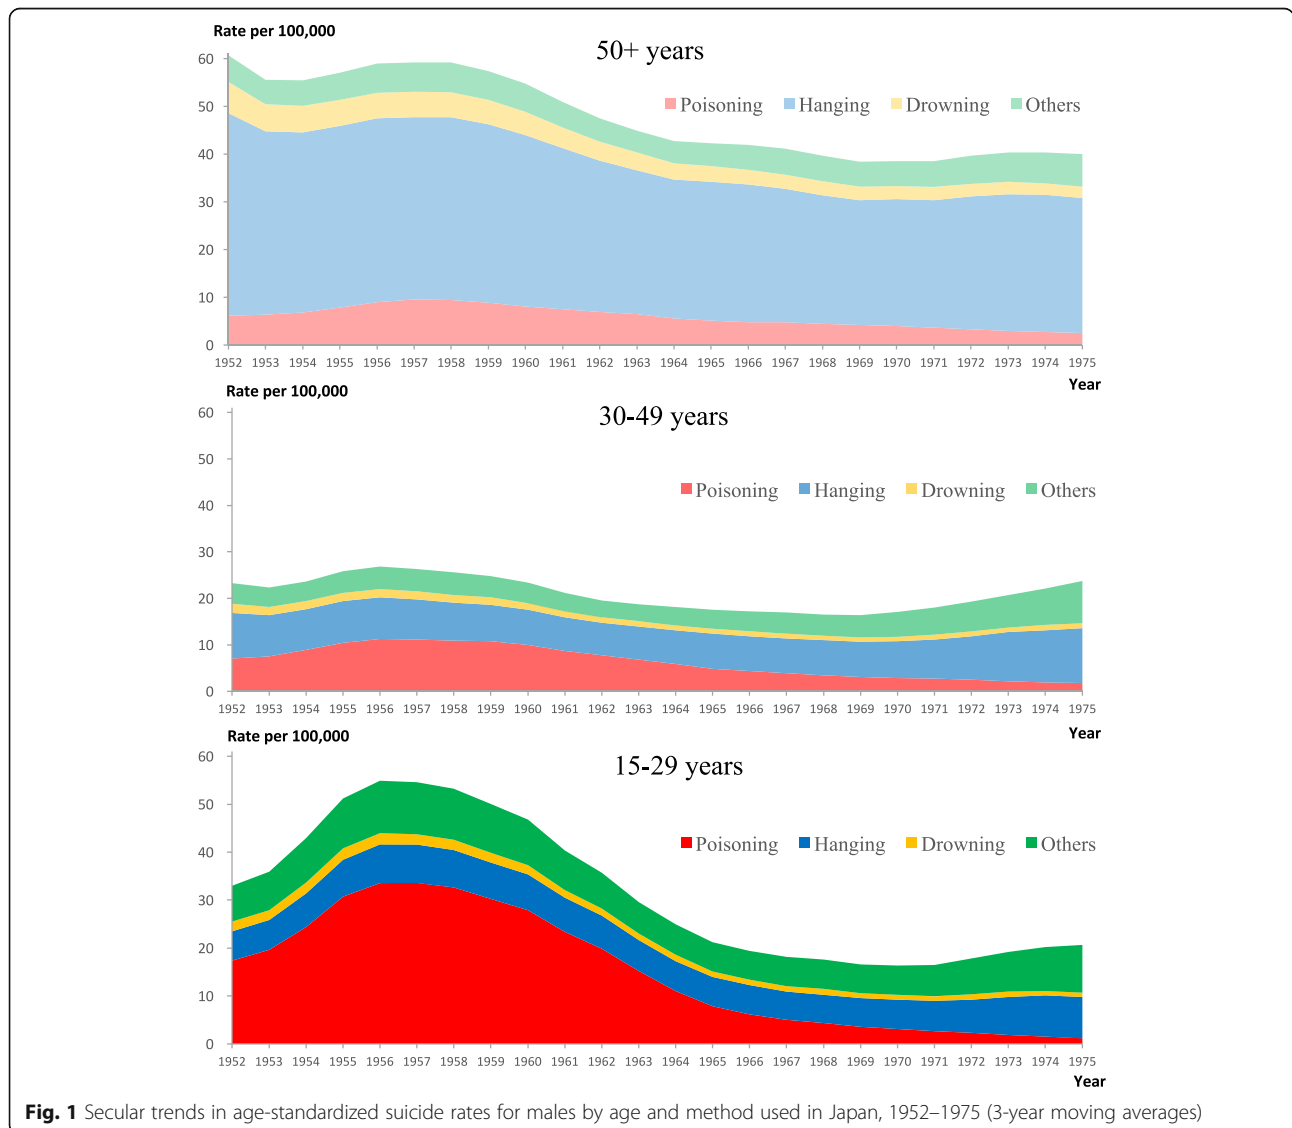 Rate per 100,000
50+ years
Poisoning Hanging Drowning Others
60
50
40
30
20
10
0
1952 1953 1954 1955 1956 1957 1958 1959 1960 1961 1962 1963 1964 1965 1966 1967 1968 1969 1970 1971 1972 1973 1974 1975
Year
Rate per 100,000
30-49 years
Poisoning Hanging Drowning Others
60
50
40
30
20
10
0
1952 1953 1954 1955 1956 1957 1958 1959 1960 1961 1962 1963 1964 1965 1966 1967 1968 1969 1970 1971 1972 1973 1974 1975
Year
Rate per 100,000
15-29 years
Poisoning Hanging Drowning Others
60
50
40
30
20
10
0
1952 1953 1954 1955 1956 1957 1958 1959 1960 1961 1962 1963 1964 1965 1966 1967 1968 1969 1970 1971 1972 1973 1974 1975
Year
Fig. 1 Secular trends in age-standardized suicide rates for males by age and method used in Japan, 1952–1975 (3-year moving averages)